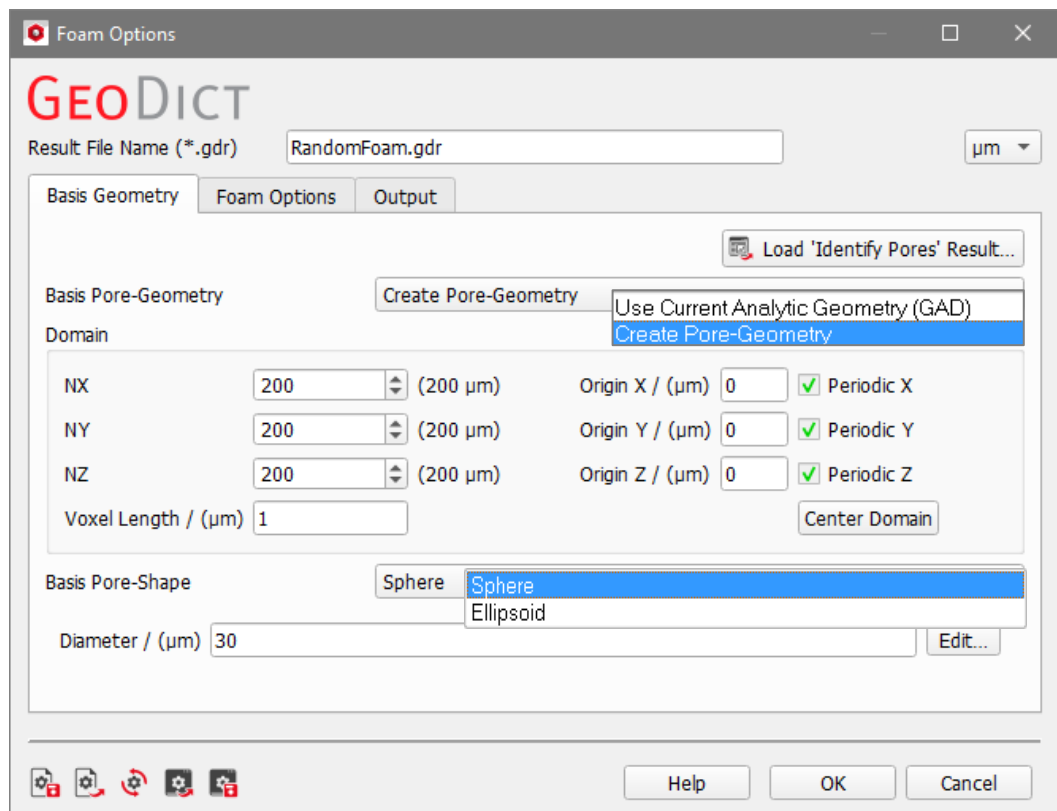 Foam Options
GEODICT
Result File Name (*.gdr) RandomFoam.gdr µm
Basis Geometry Foam Options Output
Load 'Identify Pores' Result...
Basis Pore-Geometry Create Pore-Geometry
Use Current Analytic Geometry (GAD)
Create Pore-Geometry
Domain
NX 200 (200 µm) Origin X / (µm) 0 Periodic X
NY 200 (200 µm) Origin Y / (µm) 0 Periodic Y
NZ 200 (200 µm) Origin Z / (µm) 0 Periodic Z
Voxel Length / (µm) 1 Center Domain
Basis Pore-Shape Sphere Sphere
Ellipsoid
Diameter / (µm) 30 Edit...
Help OK Cancel